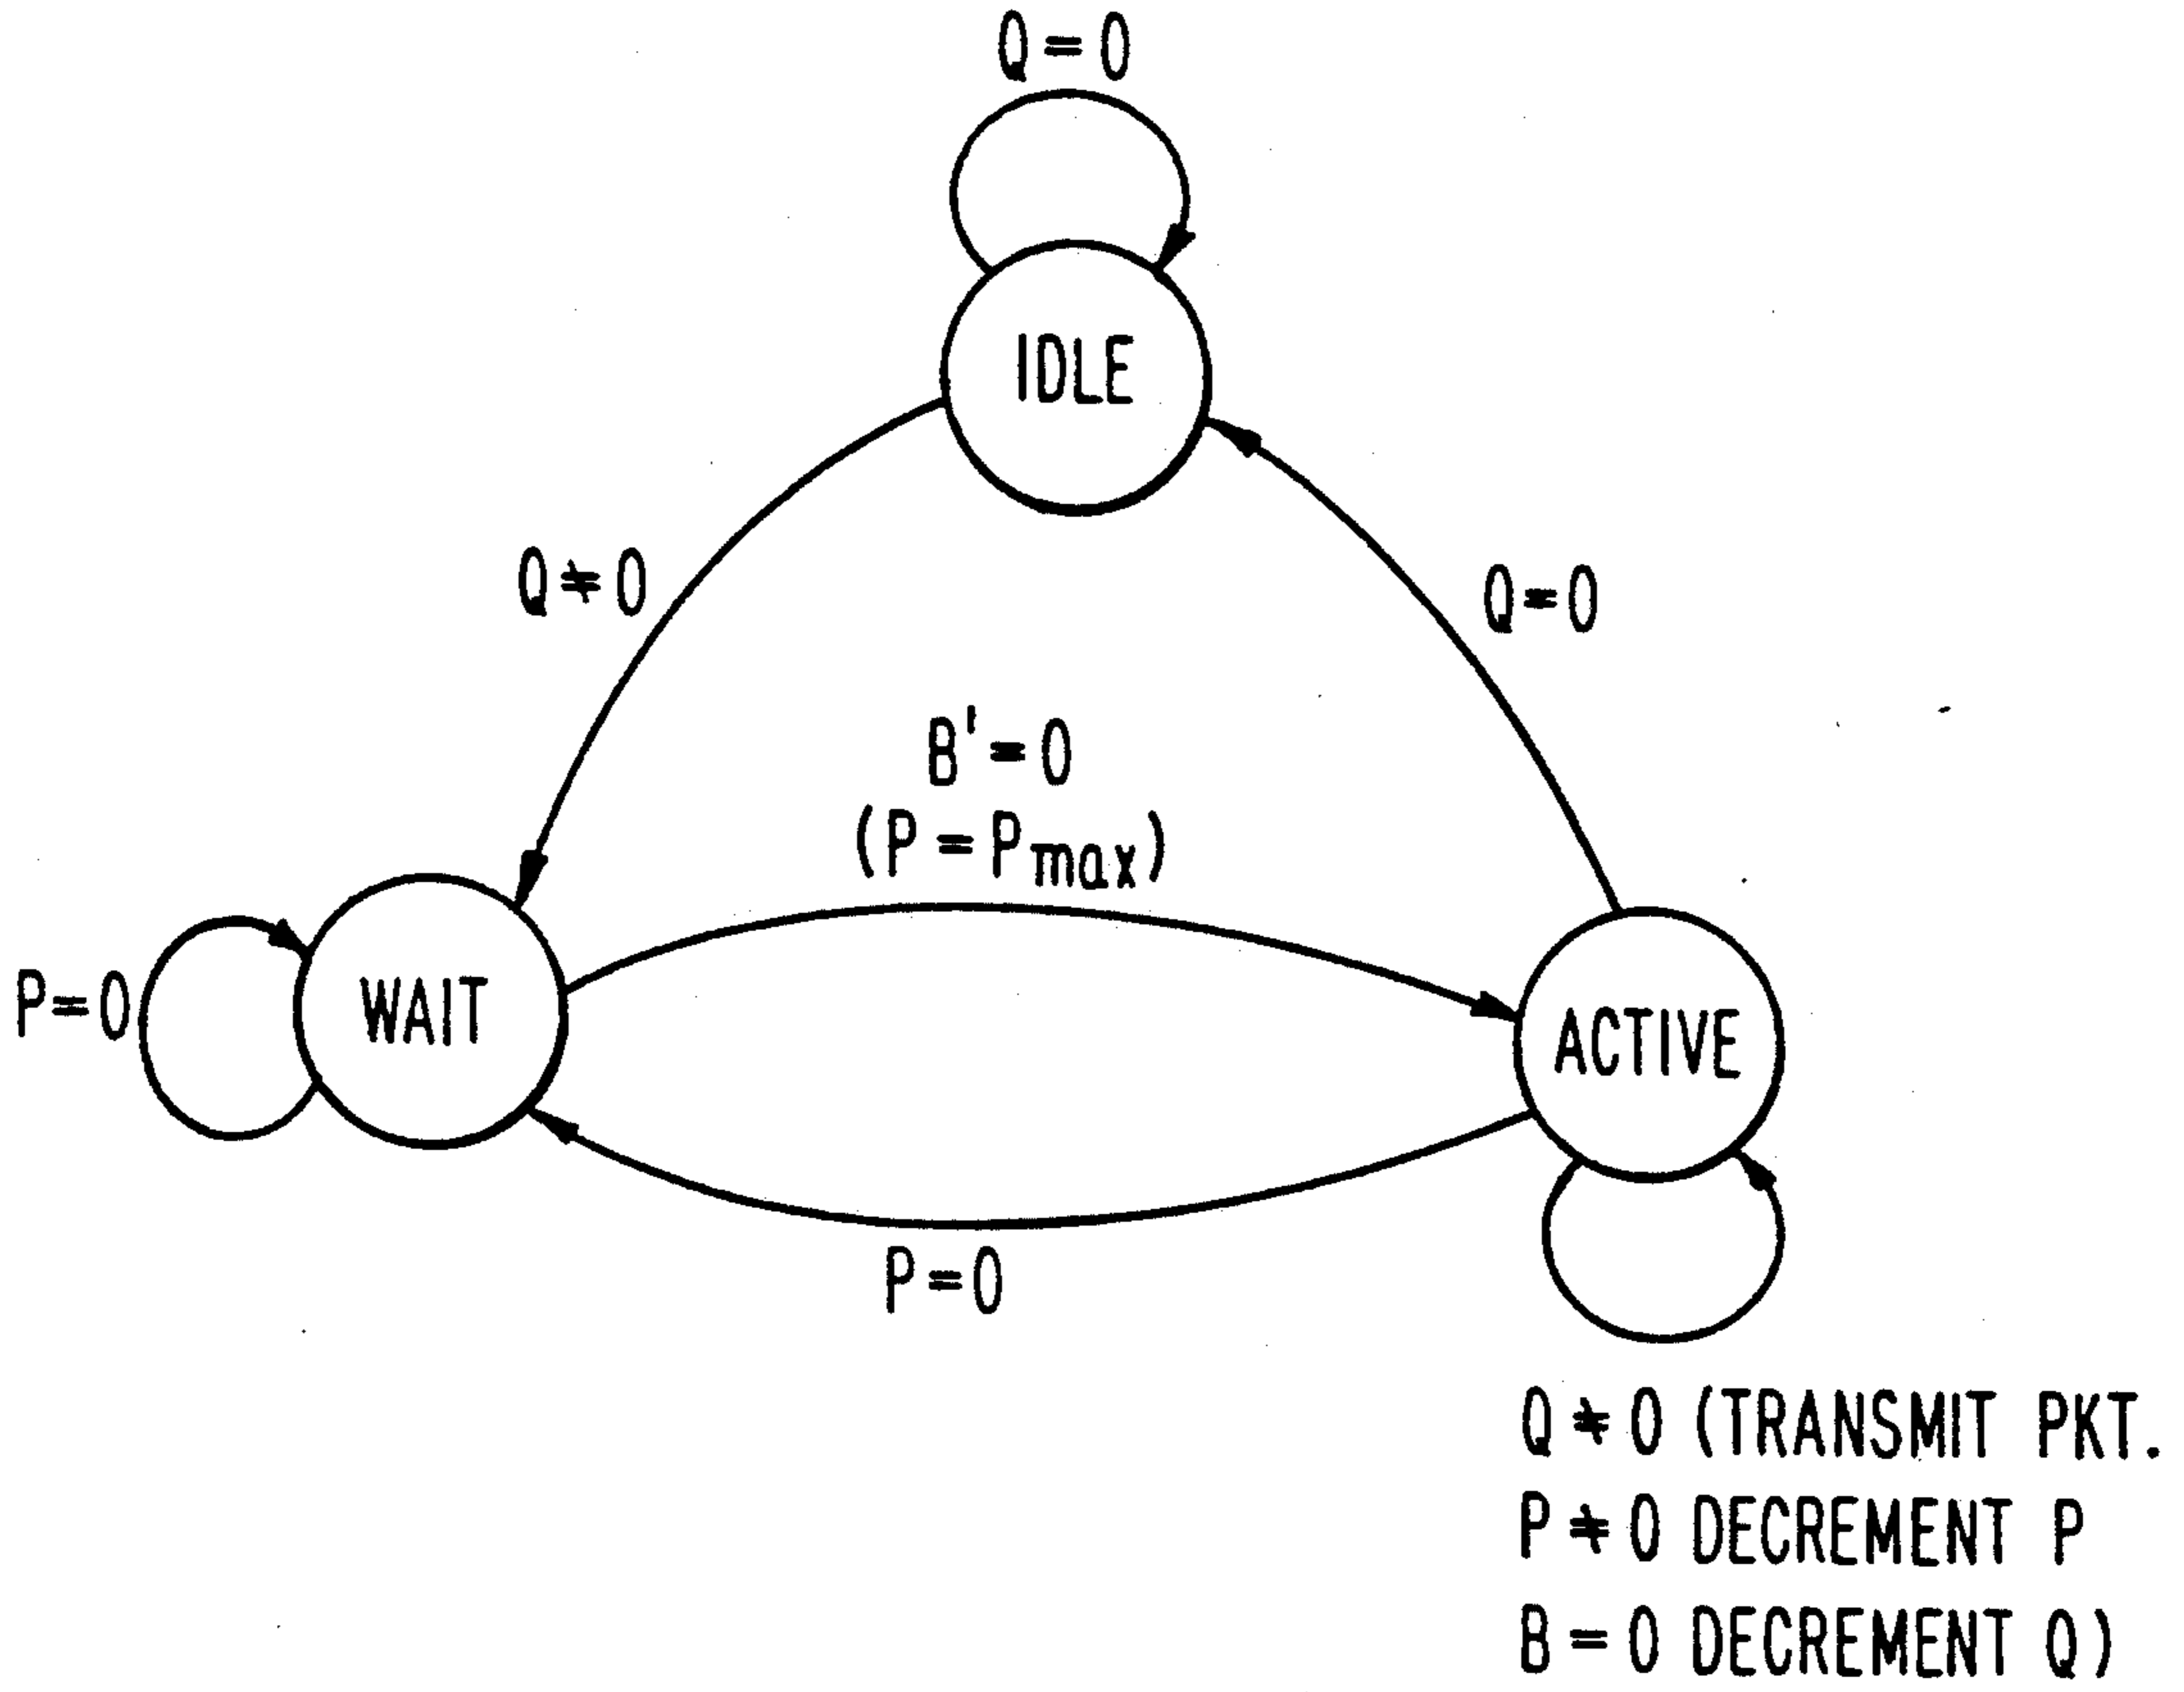 Q = 0
IDLE
Q ≠ 0
Q = 0
B' = 0
(P = Pmax)
P = 0
WAIT
ACTIVE
P = 0
Q ≠ 0 (TRANSMIT PKT.
P ≠ 0 DECREMENT P
B = 0 DECREMENT Q)